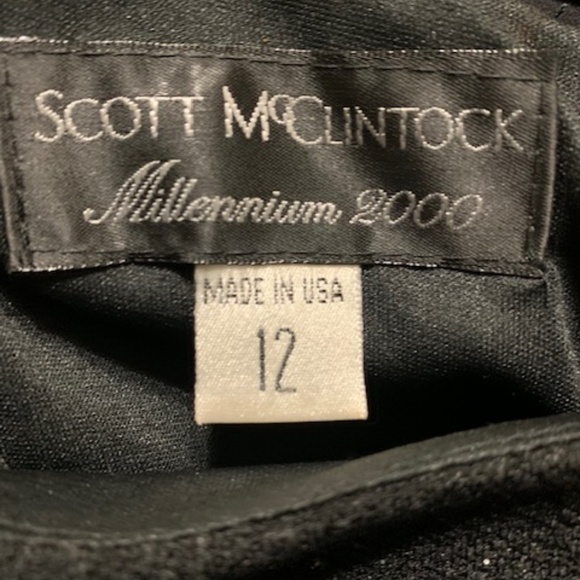 SCOTT McCLINTOCK
Millennium 2000
MADE IN USA
12